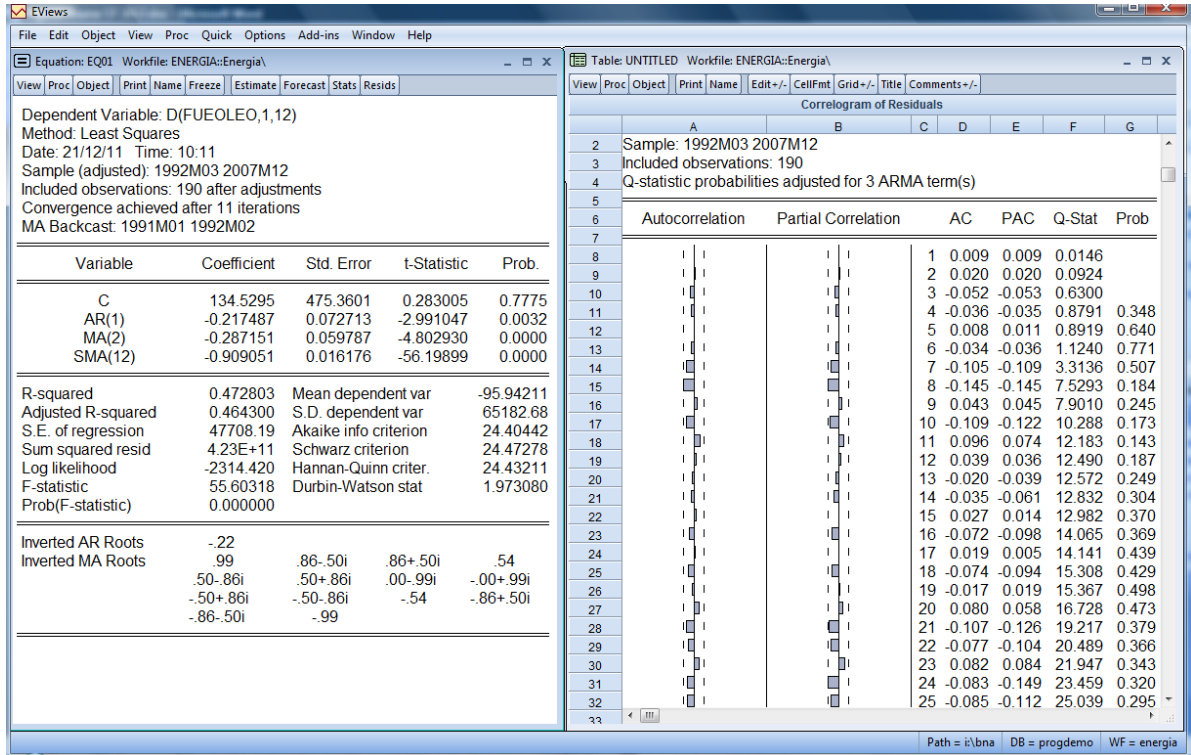 EViews
File Edit Object View Proc Quick Options Add-ins Window Help
Equation: EQ01 Workfile: ENERGIA::Energia\
View Proc Object Print Name Freeze Estimate Forecast Stats Resids
Dependent Variable: D(FUEOLEO,1,12)
Method: Least Squares
Date: 21/12/11 Time: 10:11
Sample (adjusted): 1992M03 2007M12
Included observations: 190 after adjustments
Convergence achieved after 11 iterations
MA Backcast: 1991M01 1992M02
Variable Coefficient Std. Error t-Statistic Prob.
C 134.5295 475.3601 0.283005 0.7775
AR(1) -0.217487 0.072713 -2.991047 0.0032
MA(2) -0.287151 0.059787 -4.802930 0.0000
SMA(12) -0.909051 0.016176 -56.19899 0.0000
R-squared 0.472803 Mean dependent var -95.94211
Adjusted R-squared 0.464300 S.D. dependent var 65182.68
S.E. of regression 47708.19 Akaike info criterion 24.40442
Sum squared resid 4.23E+11 Schwarz criterion 24.47278
Log likelihood -2314.420 Hannan-Quinn criter. 24.43211
F-statistic 55.60318 Durbin-Watson stat 1.973080
Prob(F-statistic) 0.000000
Inverted AR Roots -.22
Inverted MA Roots .99 .86-.50i .86+.50i .54
.50-.86i .50+.86i .00-.99i -.00+.99i
-.50+.86i -.50-.86i -.54 -.86+.50i
-.86-.50i -.99
Table: UNTITLED Workfile: ENERGIA::Energia\
View Proc Object Print Name Edit+/- CellFmt Grid+/- Title Comments+/-
Correlogram of Residuals
A B C D E F G
2 Sample: 1992M03 2007M12
3 Included observations: 190
4 Q-statistic probabilities adjusted for 3 ARMA term(s)
5
6 Autocorrelation Partial Correlation AC PAC Q-Stat Prob
7
8 1 0.009 0.009 0.0146
9 2 0.020 0.020 0.0924
10 3 -0.052 -0.053 0.6300
11 4 -0.036 -0.035 0.8791 0.348
12 5 0.008 0.011 0.8919 0.640
13 6 -0.034 -0.036 1.1240 0.771
14 7 -0.105 -0.109 3.3136 0.507
15 8 -0.145 -0.145 7.5293 0.184
16 9 0.043 0.045 7.9010 0.245
17 10 -0.109 -0.122 10.288 0.173
18 11 0.096 0.074 12.183 0.143
19 12 0.039 0.036 12.490 0.187
20 13 -0.020 -0.039 12.572 0.249
21 14 -0.035 -0.061 12.832 0.304
22 15 0.027 0.014 12.982 0.370
23 16 -0.072 -0.098 14.065 0.369
24 17 0.019 0.005 14.141 0.439
25 18 -0.074 -0.094 15.308 0.429
26 19 -0.017 0.019 15.367 0.498
27 20 0.080 0.058 16.728 0.473
28 21 -0.107 -0.126 19.217 0.379
29 22 -0.077 -0.104 20.489 0.366
30 23 0.082 0.084 21.947 0.343
31 24 -0.083 -0.149 23.459 0.320
32 25 -0.085 -0.112 25.039 0.295
33
Path = i:\bna DB = progdemo WF = energia